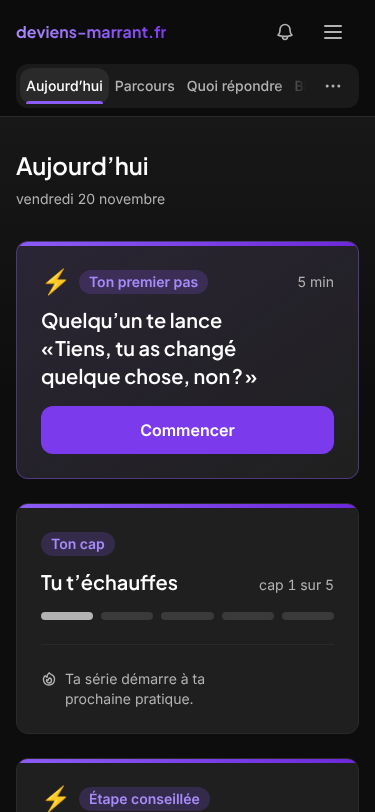 deviens-marrant.fr
Aujourd’hui Parcours Quoi répondre
Aujourd’hui
vendredi 20 novembre
Ton premier pas 5 min
Quelqu’un te lance
« Tiens, tu as changé
quelque chose, non ? »
Commencer
Ton cap
Tu t’échauffes cap 1 sur 5
Ta série démarre à ta
prochaine pratique.
Étape conseillée